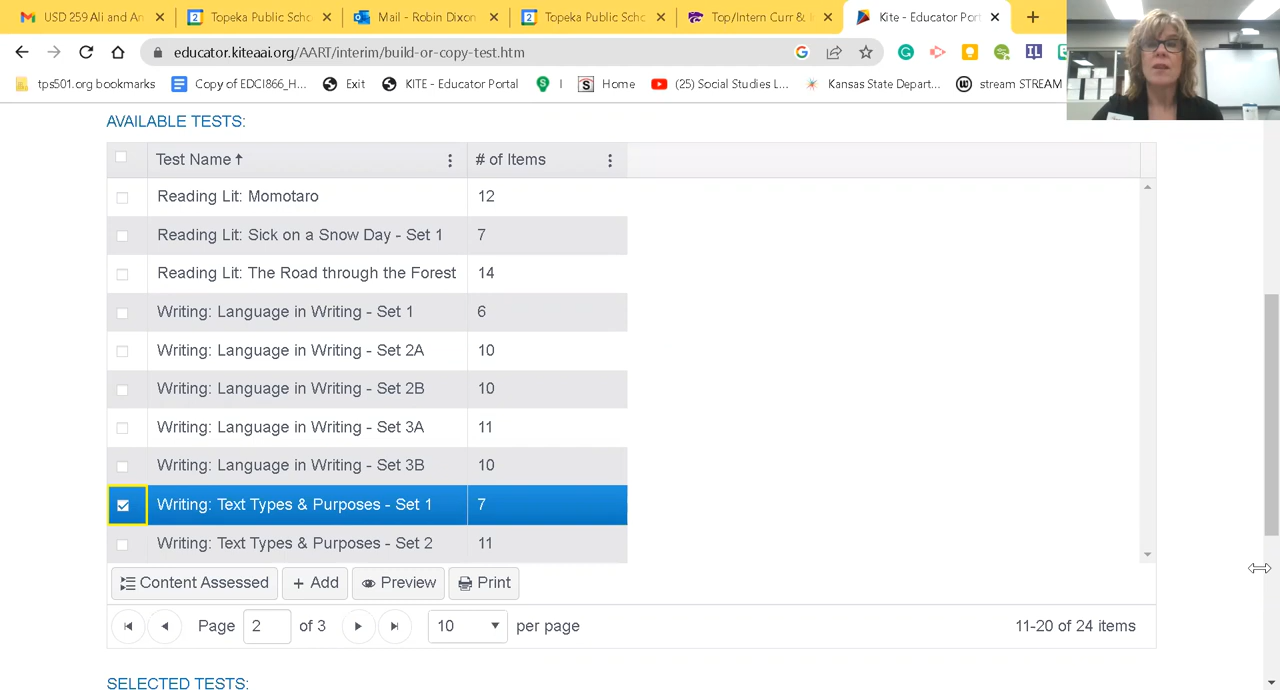 USD 259 Ali and An
Topeka Public Scho
Mail - Robin Dixon
Topeka Public Scho
Top/Intern Curr & I
Kite - Educator Por
educator.kiteaai.org/AART/interim/build-or-copy-test.htm
tps501.org bookmarks
Copy of EDCI866_H...
Exit
KITE - Educator Portal
I
Home
(25) Social Studies L...
Kansas State Depart...
stream STREAM
AVAILABLE TESTS:
Test Name ↑ # of Items
Reading Lit: Momotaro 12
Reading Lit: Sick on a Snow Day - Set 1 7
Reading Lit: The Road through the Forest 14
Writing: Language in Writing - Set 1 6
Writing: Language in Writing - Set 2A 10
Writing: Language in Writing - Set 2B 10
Writing: Language in Writing - Set 3A 11
Writing: Language in Writing - Set 3B 10
Writing: Text Types & Purposes - Set 1 7
Writing: Text Types & Purposes - Set 2 11
Content Assessed + Add Preview Print
Page 2 of 3 10 per page 11-20 of 24 items
SELECTED TESTS: